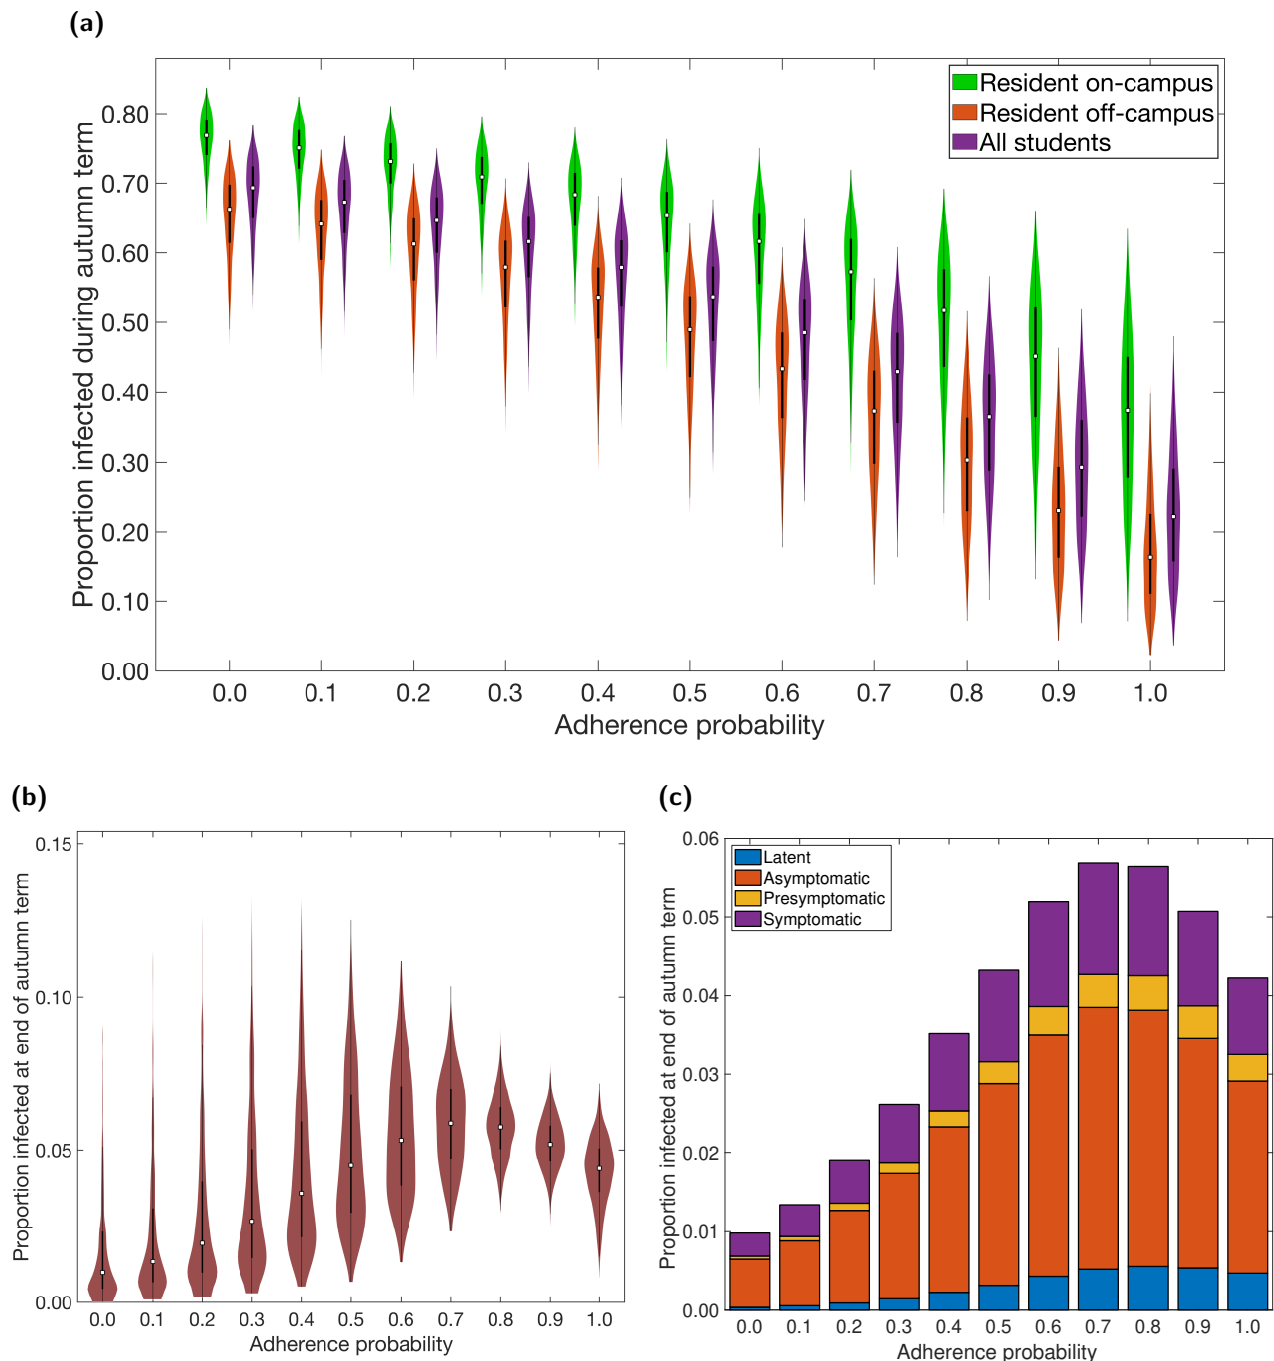 (a)
Proportion infected during autumn term
0.80
0.70
0.60
0.50
0.40
0.30
0.20
0.10
0.00
Resident on-campus
Resident off-campus
All students
0.0 0.1 0.2 0.3 0.4 0.5 0.6 0.7 0.8 0.9 1.0
Adherence probability
(b)
Proportion infected at end of autumn term
0.15
0.10
0.05
0.00
0.0 0.1 0.2 0.3 0.4 0.5 0.6 0.7 0.8 0.9 1.0
Adherence probability
(c)
Proportion infected at end of autumn term
0.06
0.05
0.04
0.03
0.02
0.01
0.00
Latent
Asymptomatic
Presymptomatic
Symptomatic
0.0 0.1 0.2 0.3 0.4 0.5 0.6 0.7 0.8 0.9 1.0
Adherence probability